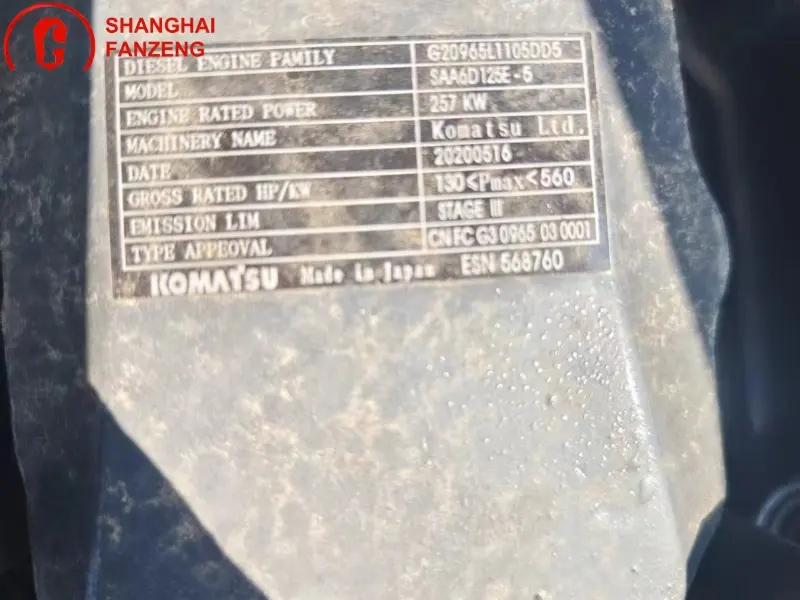 SHANGHAI
FANZENG
DIESEL ENGINE FAMILY G20965L1105DD5
MODEL SAA6D125E-5
ENGINE RATED POWER 257 KW
MACHINERY NAME Komatsu Ltd.
DATE 20200516
GROSS RATED HP/KW 130<Pmax<560
EMISSION LIM STAGE III
TYPE APPEOVAL CN FC G3 0965 03 0001
KOMATSU Made in Japan ESN 568760